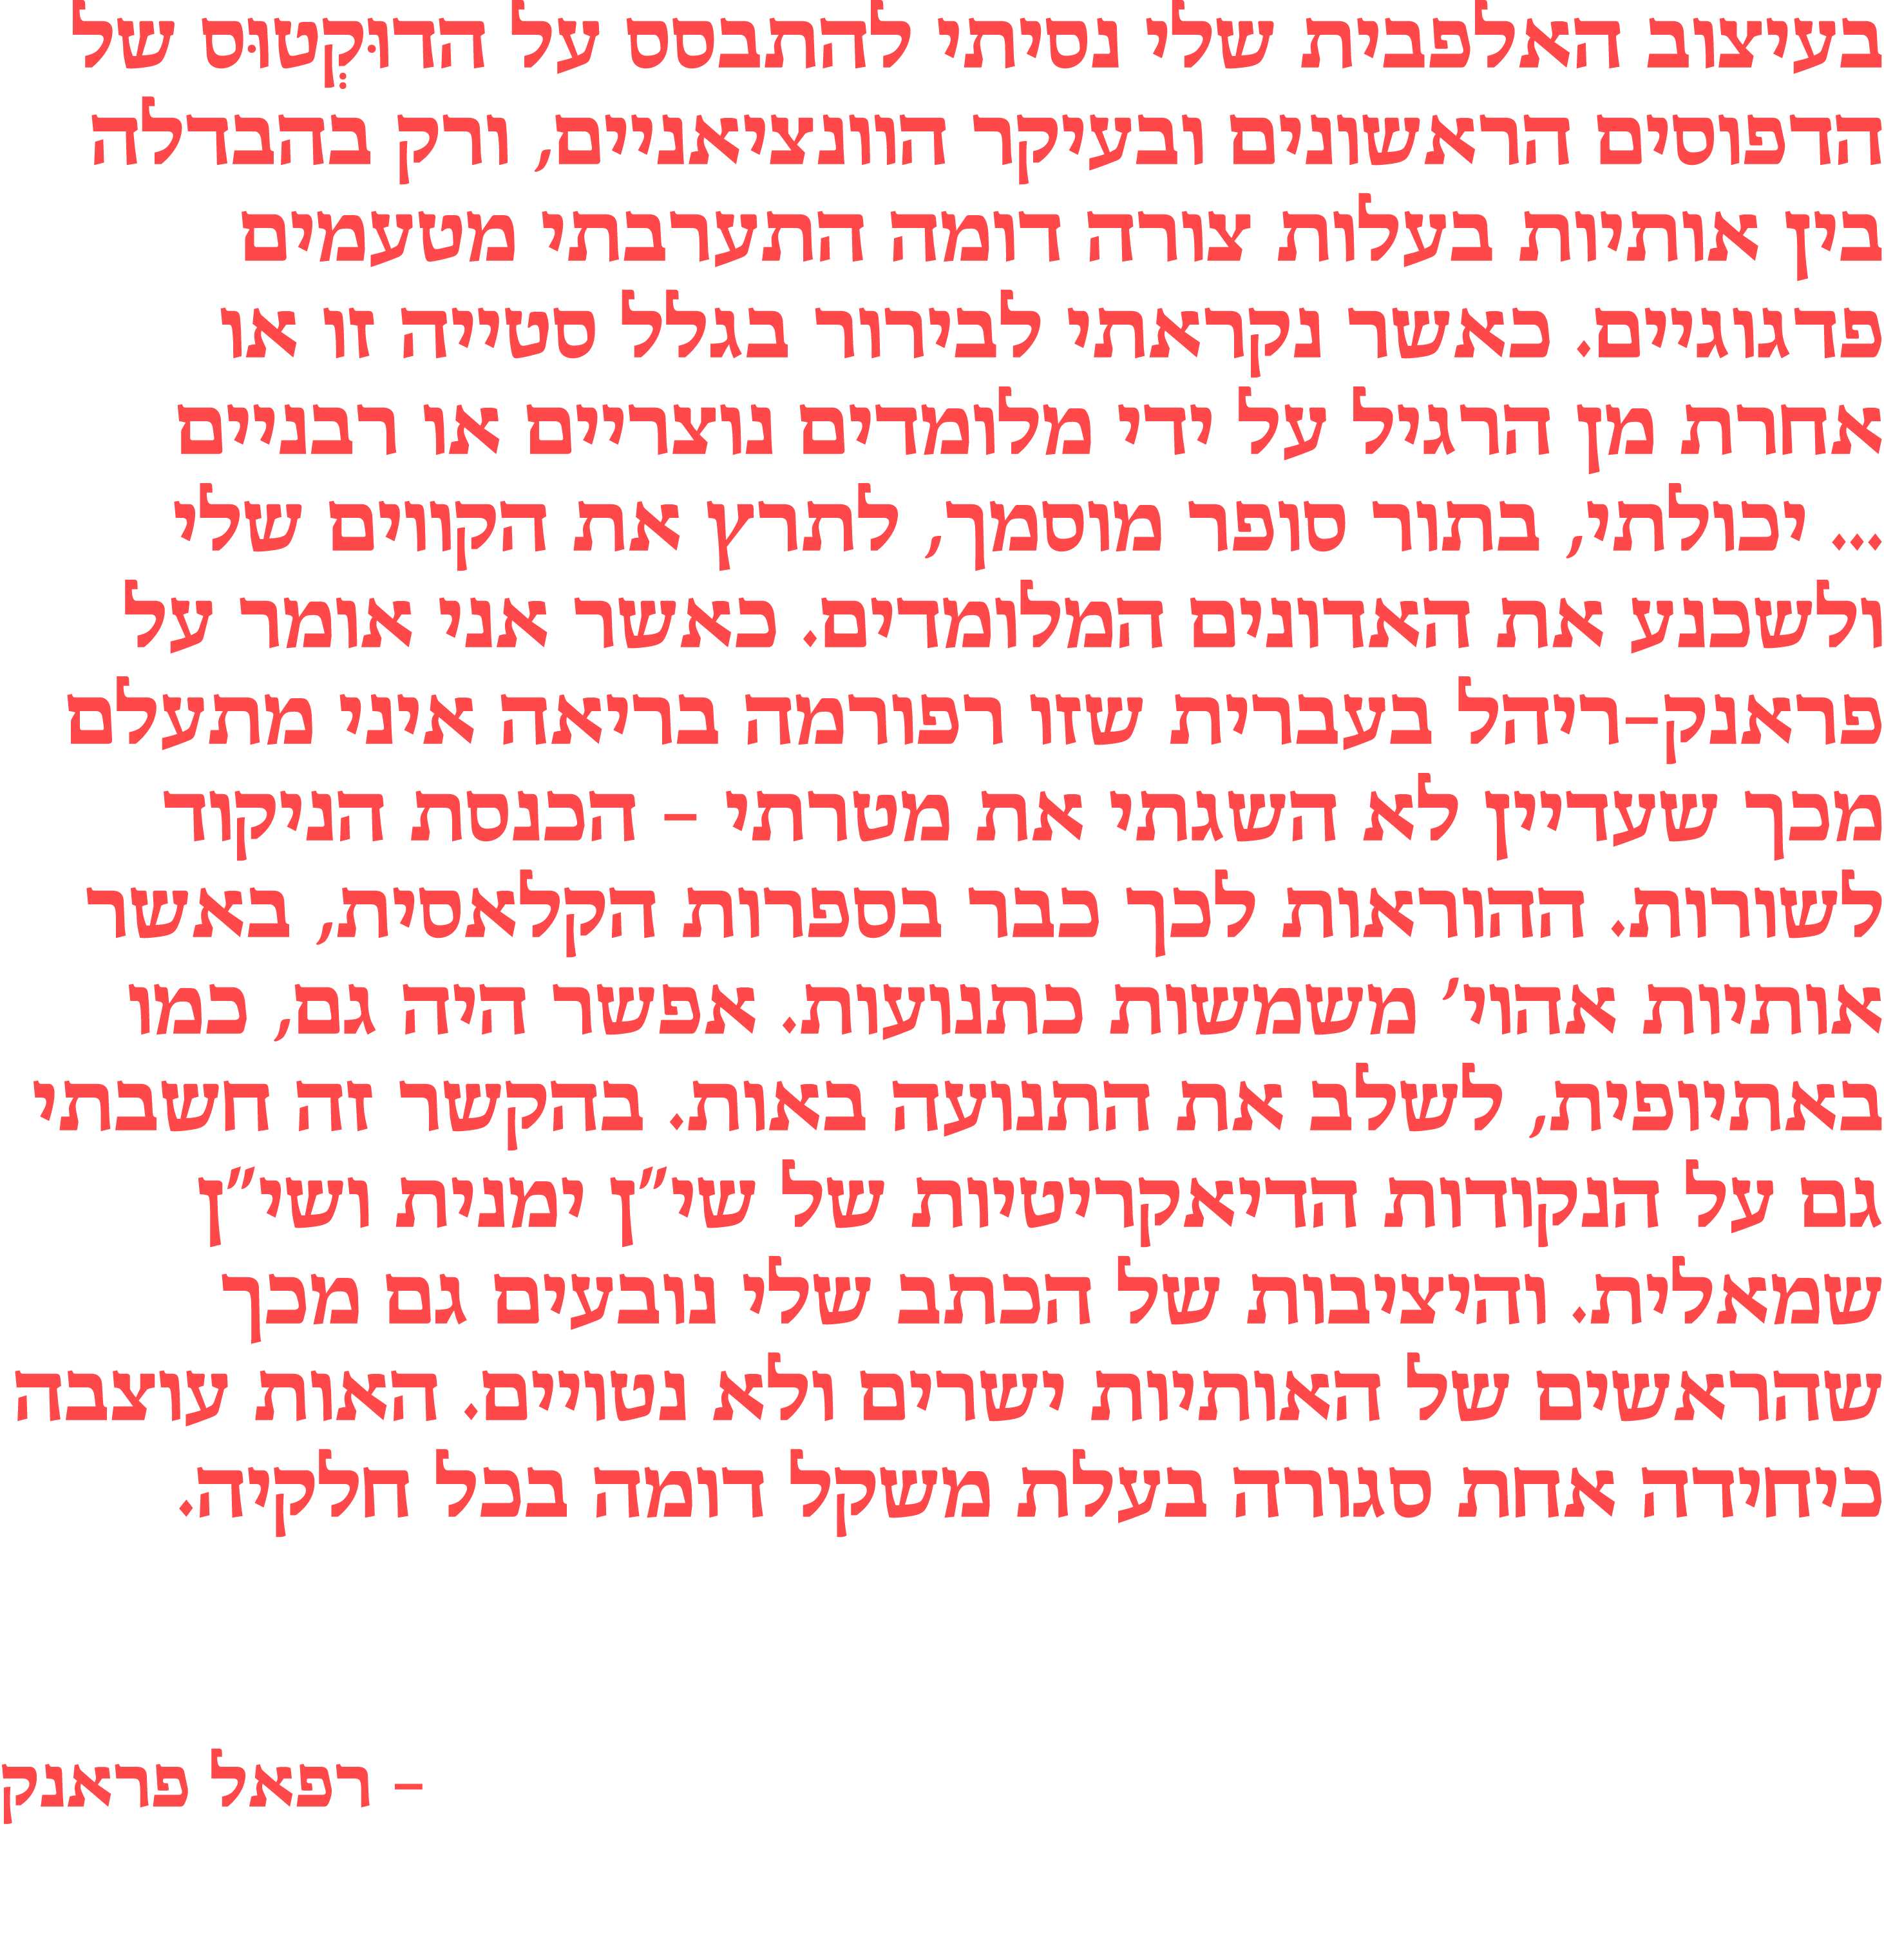 בעיצוב האלפבית שלי נסיתי להתבסס על הדוּקְטוּס של
הדפוסים הראשונים ובעיקר הוונציאניים, ורק בהבדלה
בין אותיות בעלות צורה דומה התערבתי מטעמים
פדגוגיים. כאשר נקראתי לבירור בגלל סטייה זו או
אחרת מן הרגיל על ידי מלומדים נוצריים או רבניים
... יכולתי, בתור סופר מוסמך, לתרץ את הקוים שלי
ולשכנע את האדונים המלומדים. כאשר אני אומר על
פראנק–ריהל בעברית שזו רפורמה בריאה איני מתעלם
מכך שעדיין לא השגתי את מטרתי – הכנסת הניקוד
לשורות. ההוראות לכך כבר בספרות הקלאסית, כאשר
אותיות אהוי׳ משמשות כתנועות. אפשר היה גם, כמו
באתיופית, לשלב את התנועה באות. בהקשר זה חשבתי
גם על הנקודות הדיאקריטיות של שי״ן ימנית ושי״ן
שמאלית. והיציבות של הכתב שלי נובעים גם מכך
שהראשים של האותיות ישרים ולא נטויים. האות עוצבה
כיחידה אחת סגורה בעלת משקל דומה בכל חלקיה.
– רפאל פראנק